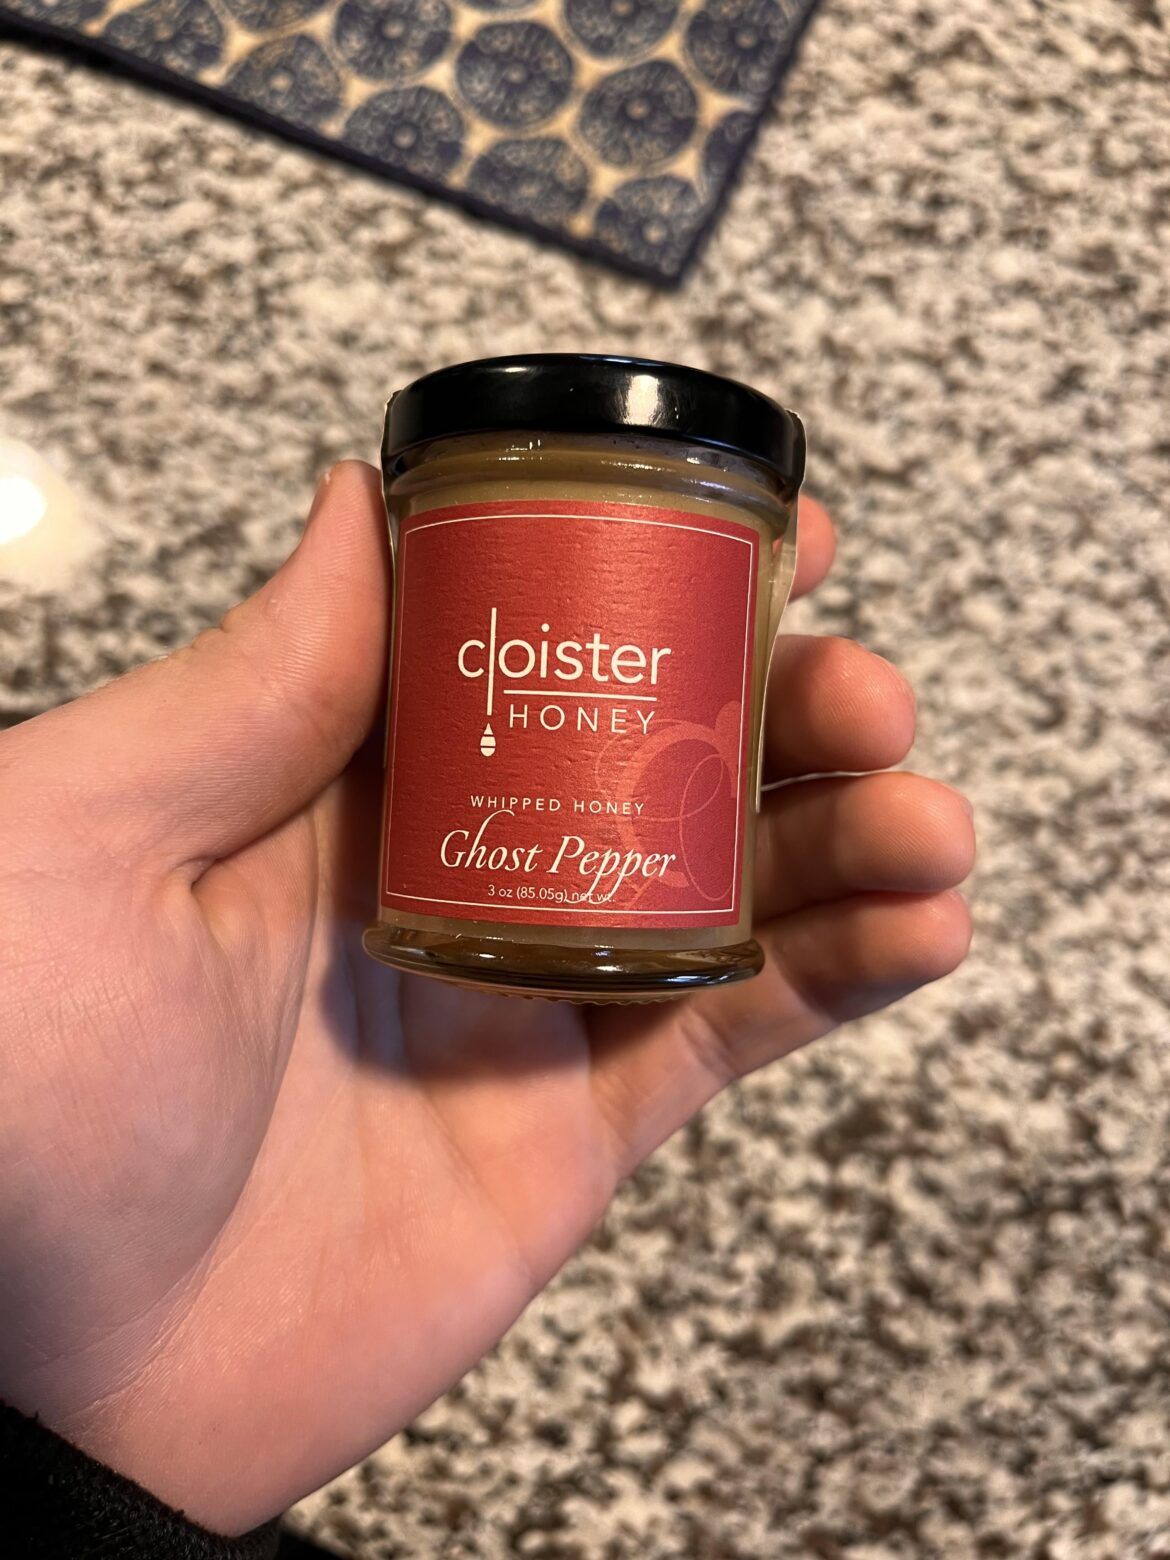 cloister
HONEY
WHIPPED HONEY
Ghost Pepper
3 oz (85.05g) net wt.